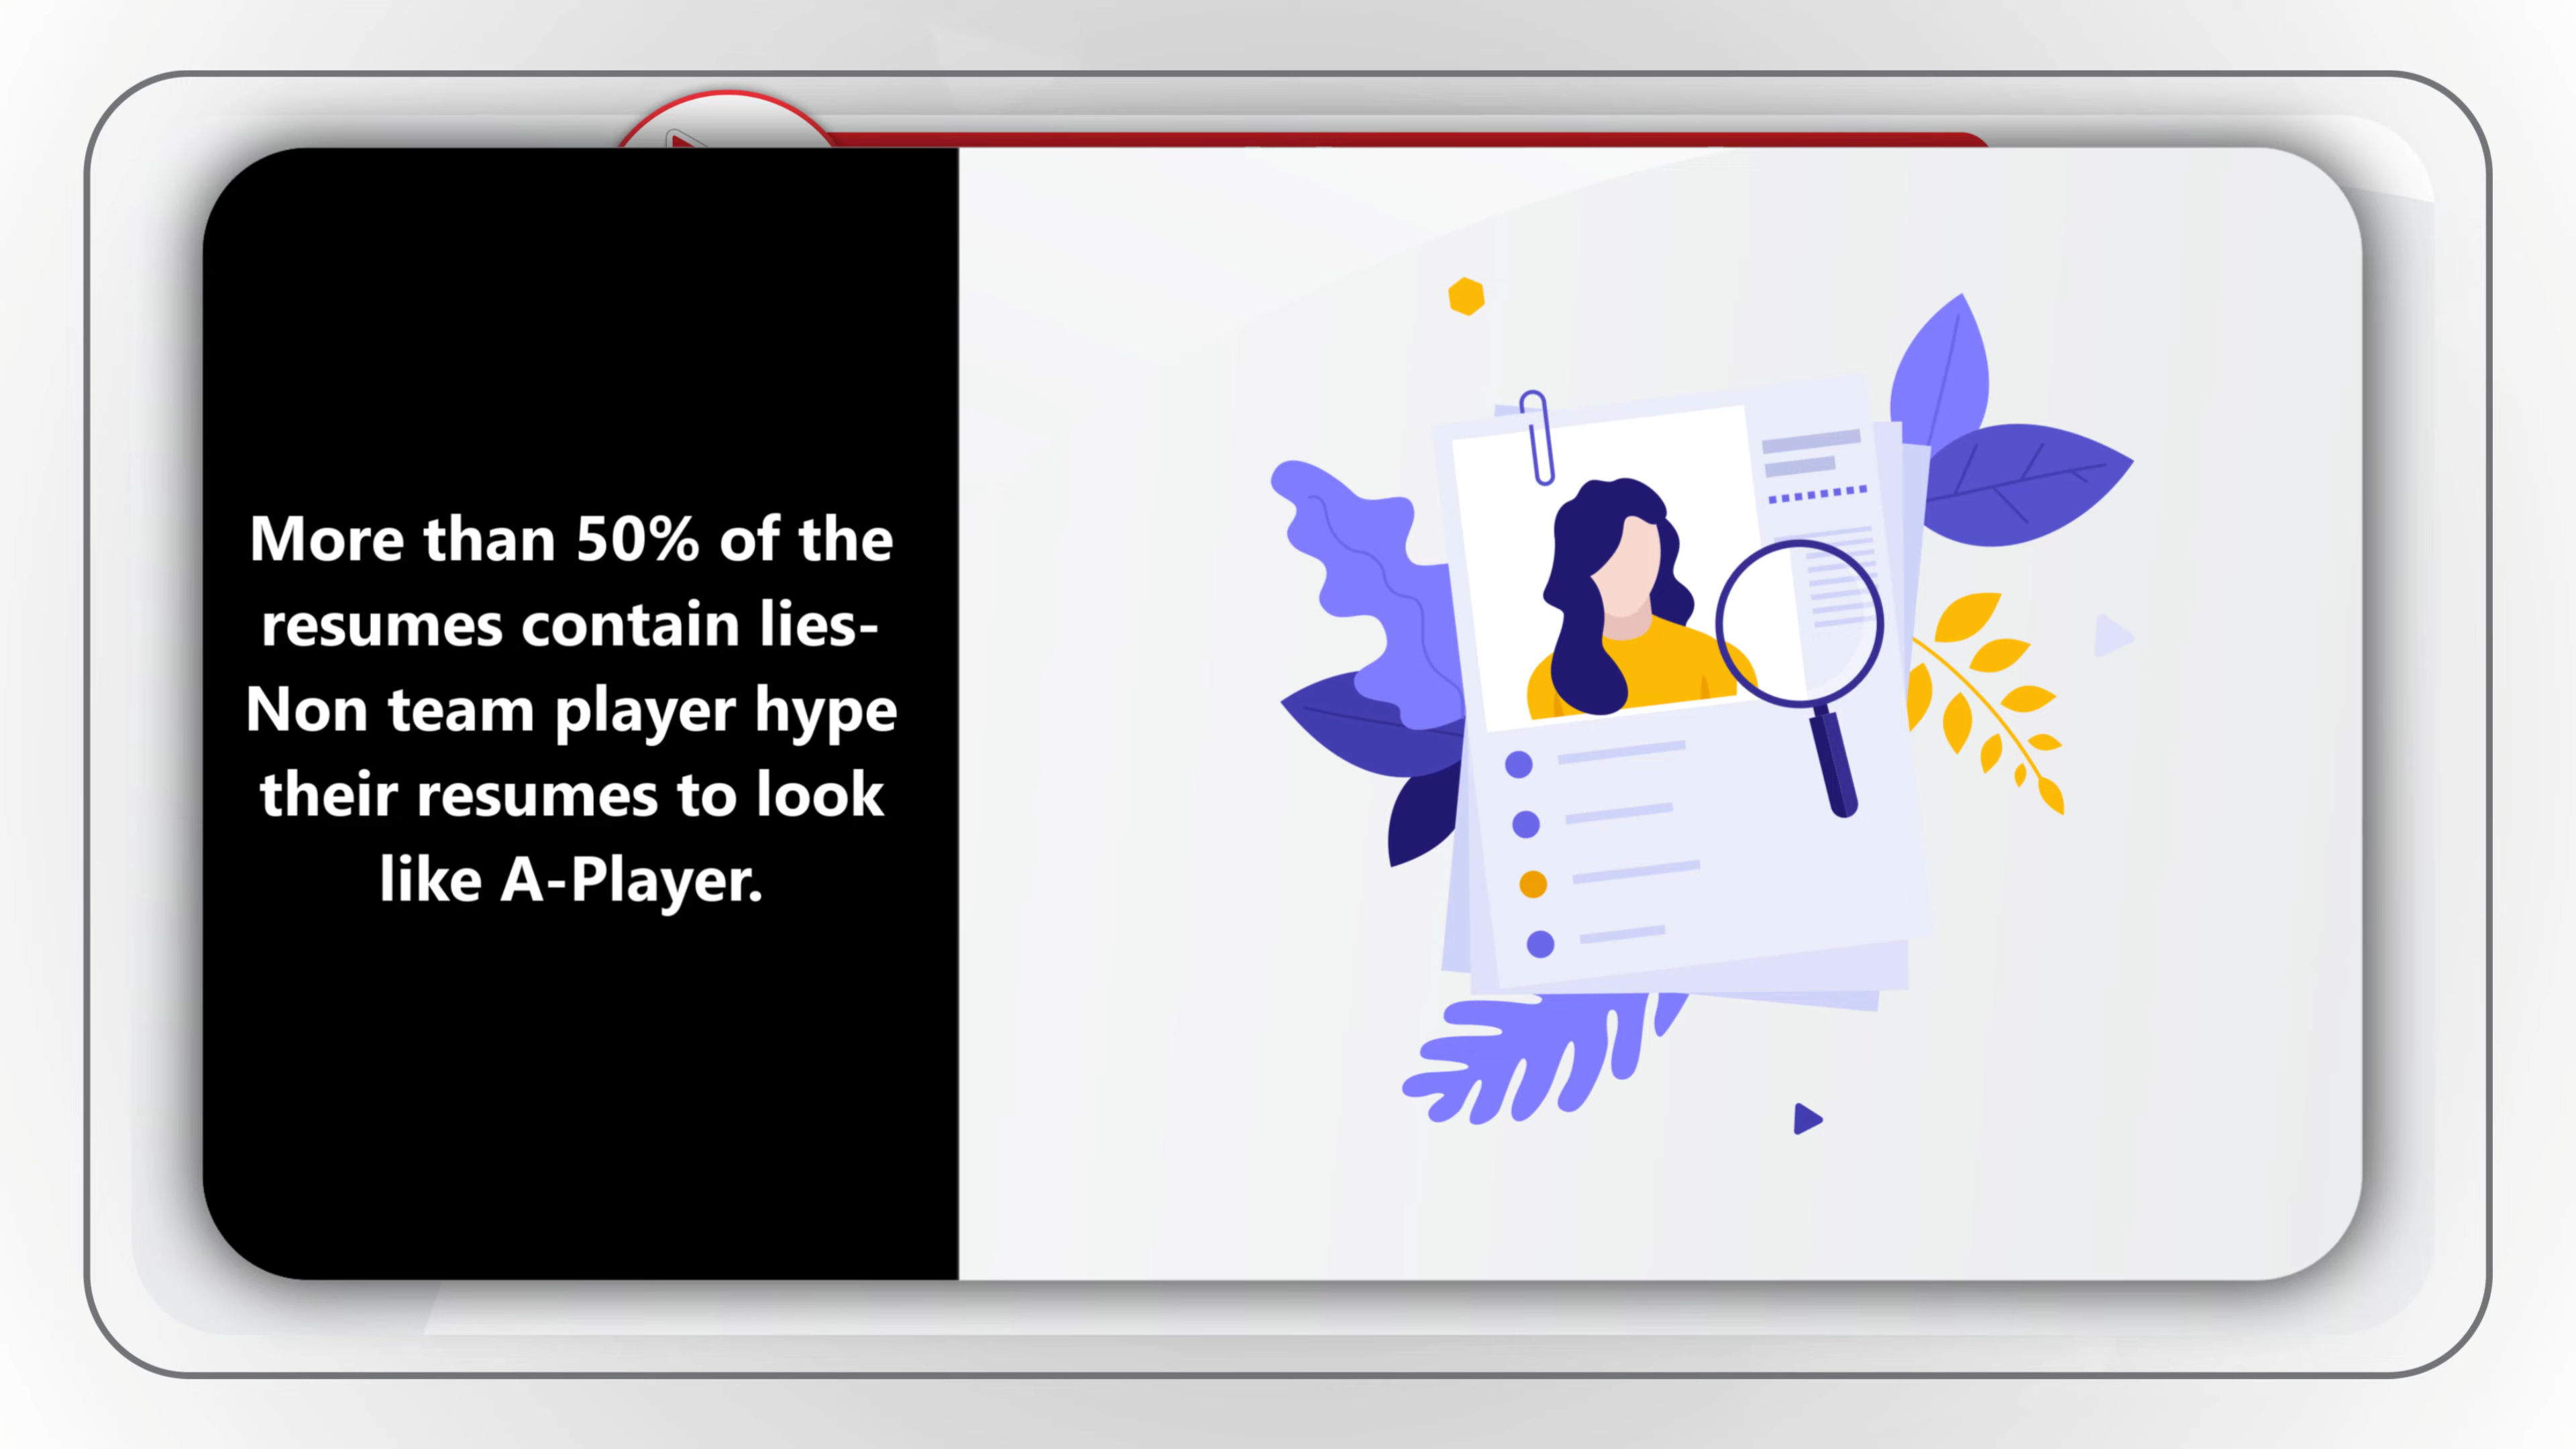 More than 50% of the
resumes contain lies-
Non team player hype
their resumes to look
like A-Player.